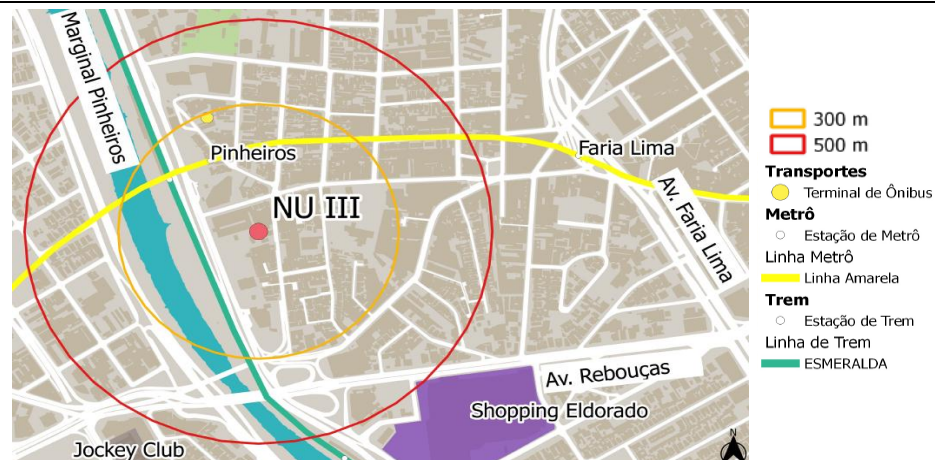 Marginal Pinheiros
Pinheiros
Faria Lima
NU III
Av. Faria Lima
Av. Rebouças
Shopping Eldorado
Jockey Club
N
300 m
500 m
Transportes
Terminal de Ônibus
Metrô
Estação de Metrô
Linha Metrô
Linha Amarela
Trem
Estação de Trem
Linha de Trem
ESMERALDA